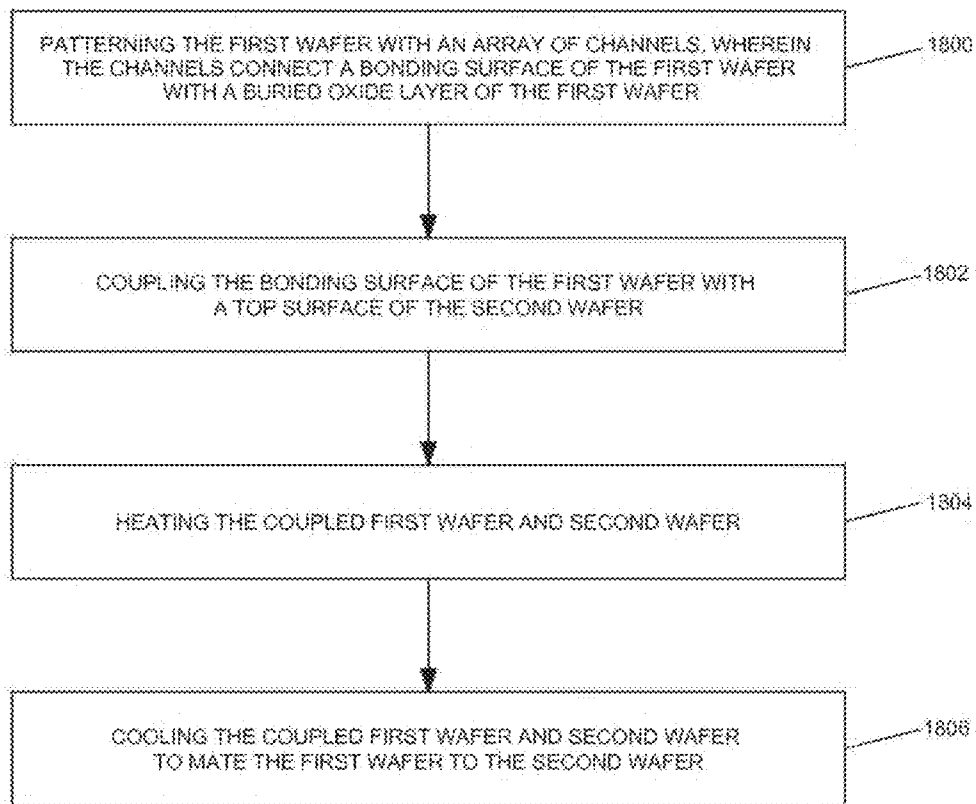 PATTERNING THE FIRST WAFER WITH AN ARRAY OF CHANNELS, WHEREIN
THE CHANNELS CONNECT A BONDING SURFACE OF THE FIRST WAFER
WITH A BURIED OXIDE LAYER OF THE FIRST WAFER
1800
COUPLING THE BONDING SURFACE OF THE FIRST WAFER WITH
A TOP SURFACE OF THE SECOND WAFER
1802
HEATING THE COUPLED FIRST WAFER AND SECOND WAFER
1804
COOLING THE COUPLED FIRST WAFER AND SECOND WAFER
TO MATE THE FIRST WAFER TO THE SECOND WAFER
1806